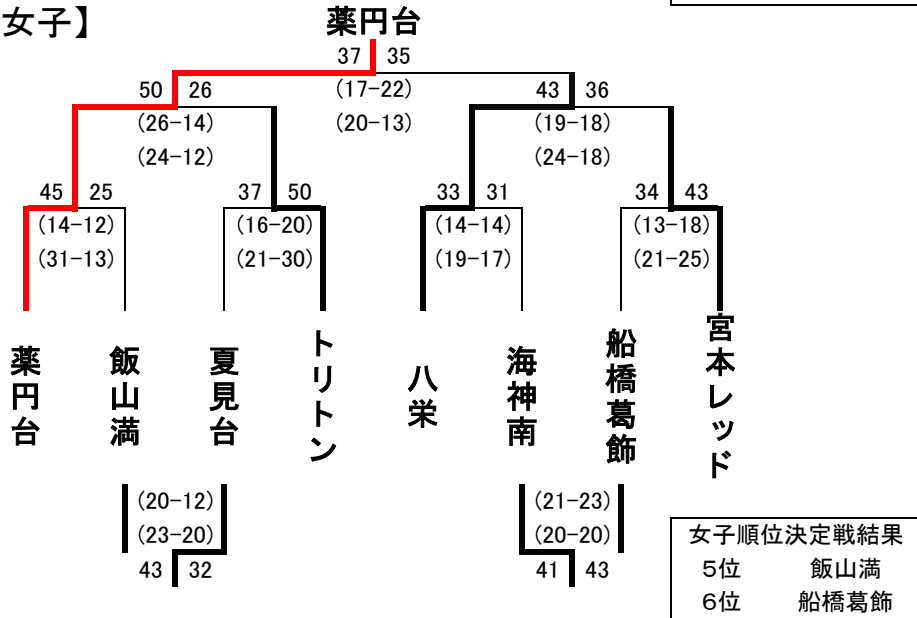 女子】
薬円台
37 35
(17-22)
(20-13)
50 26
(26-14)
(24-12)
43 36
(19-18)
(24-18)
45 25
(14-12)
(31-13)
37 50
(16-20)
(21-30)
33 31
(14-14)
(19-17)
34 43
(13-18)
(21-25)
薬円台
飯山満
夏見台
トリトン
八栄
海神南
船橋葛飾
宮本レッド
(20-12)
(23-20)
43 32
(21-23)
(20-20)
41 43
女子順位決定戦結果
5位 飯山満
6位 船橋葛飾